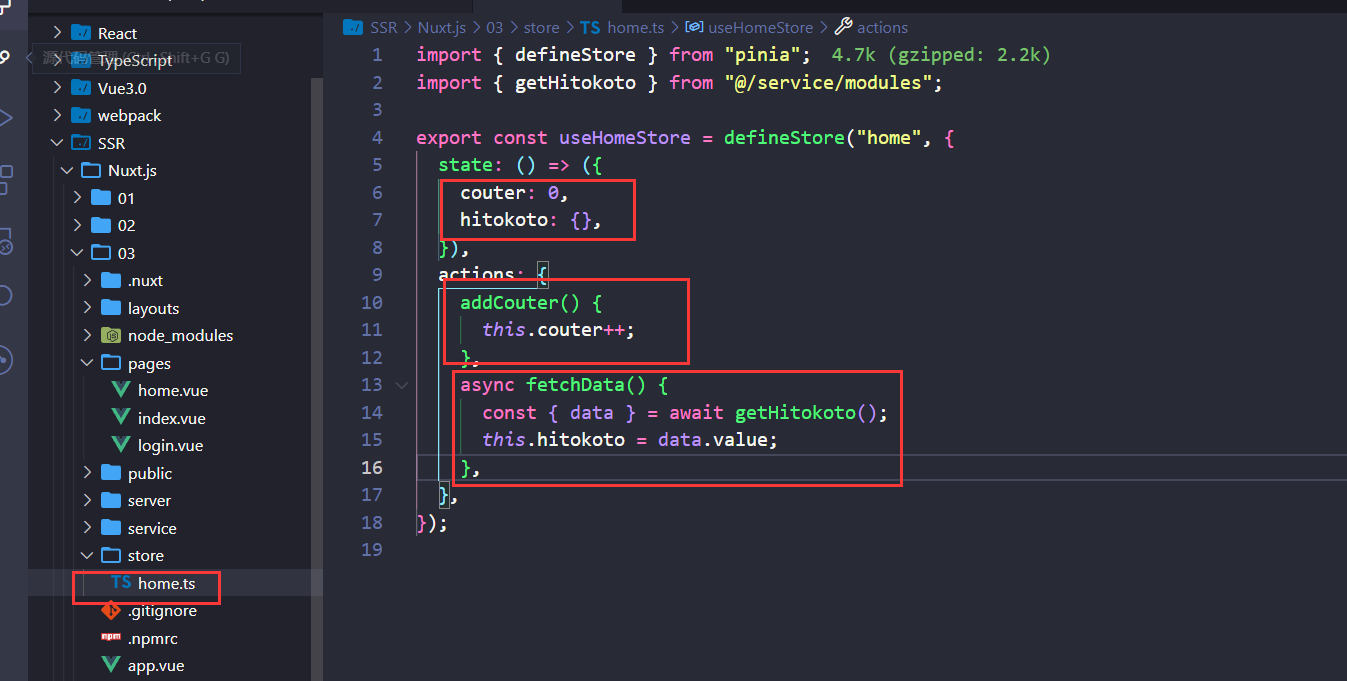 React
源代码管理 (Ctrl+Shift+G G)
TypeScript
Vue3.0
webpack
SSR
Nuxt.js
01
02
03
.nuxt
layouts
node_modules
pages
home.vue
index.vue
login.vue
public
server
service
store
TS home.ts
.gitignore
npm .npmrc
app.vue
SSR > Nuxt.js > 03 > store > TS home.ts > useHomeStore > actions
1 import { defineStore } from "pinia"; 4.7k (gzipped: 2.2k)
2 import { getHitokoto } from "@/service/modules";
3
4 export const useHomeStore = defineStore("home", {
5 state: () => ({
6 couter: 0,
7 hitokoto: {},
8 }),
9 actions: {
10 addCouter() {
11 this.couter++;
12 },
13 async fetchData() {
14 const { data } = await getHitokoto();
15 this.hitokoto = data.value;
16 },
17 },
18 });
19